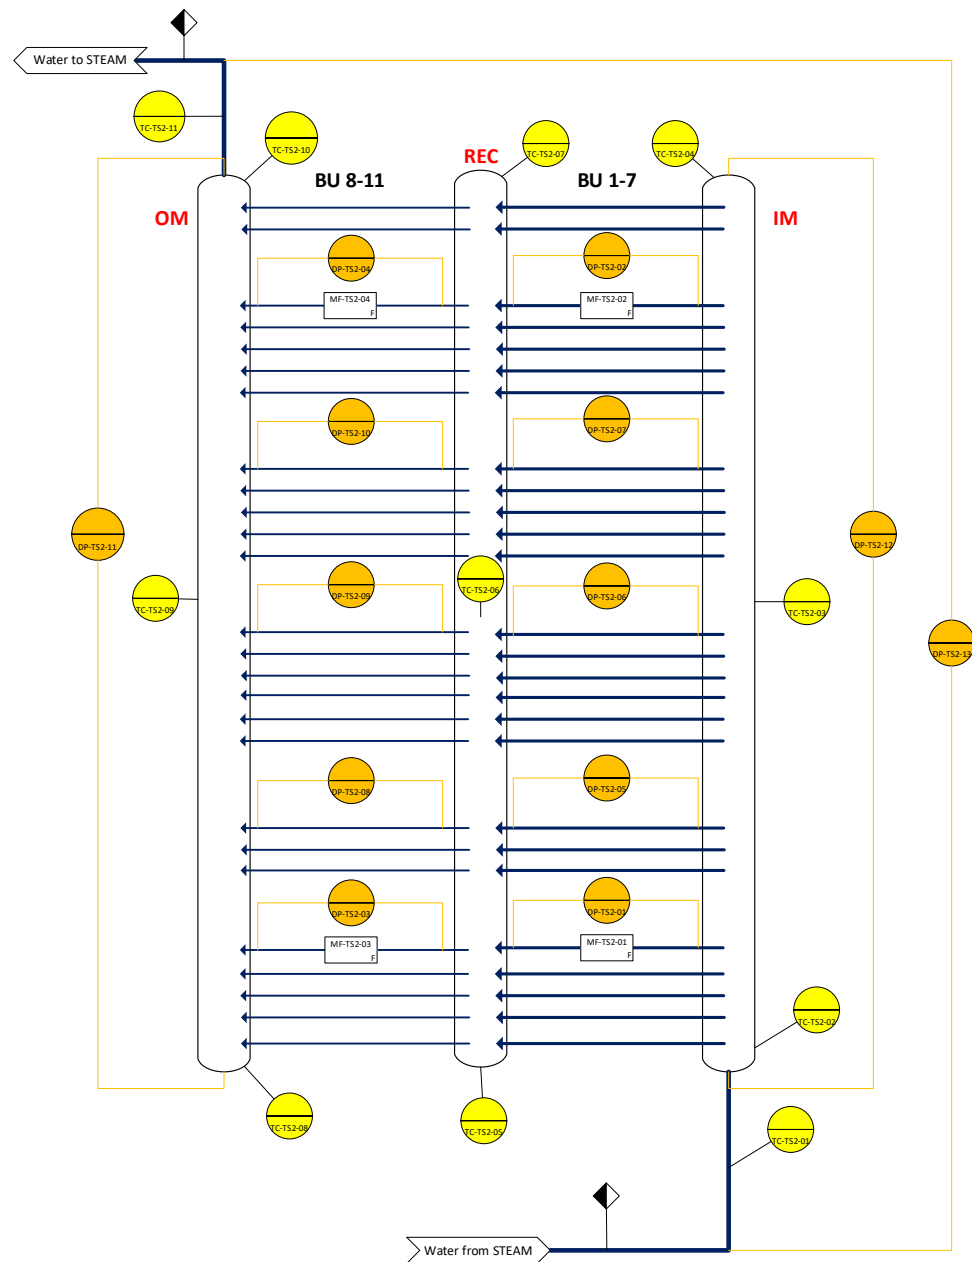 Water to STEAM
TC-TS2-11
TC-TS2-10
REC
TC-TS2-07
TC-TS2-04
BU 8-11
BU 1-7
OM
IM
DP-TS2-04
DP-TS2-02
MF-TS2-04
F
MF-TS2-02
F
DP-TS2-10
DP-TS2-07
DP-TS2-11
DP-TS2-12
TC-TS2-09
DP-TS2-09
TC-TS2-06
DP-TS2-06
TC-TS2-03
DP-TS2-13
DP-TS2-08
DP-TS2-05
DP-TS2-03
DP-TS2-01
MF-TS2-03
F
MF-TS2-01
F
TC-TS2-02
TC-TS2-08
TC-TS2-05
TC-TS2-01
Water from STEAM